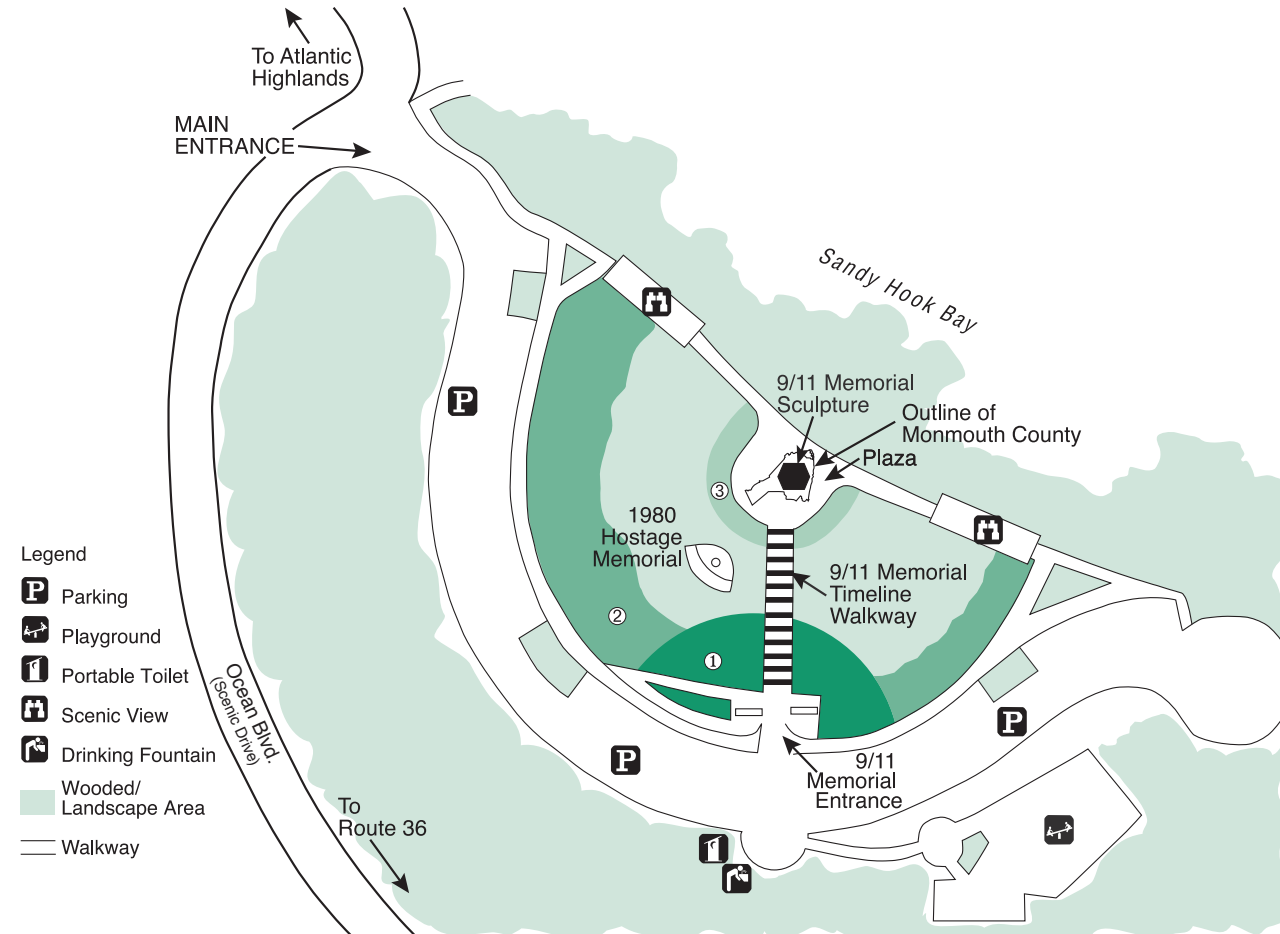 To Atlantic
Highlands
MAIN
ENTRANCE
Sandy Hook Bay
9/11 Memorial
Sculpture
Outline of
Monmouth County
Plaza
P
3
1980
Hostage
Memorial
9/11 Memorial
Timeline
Walkway
2
1
Legend
P Parking
Playground
Portable Toilet
Scenic View
Drinking Fountain
Wooded/
Landscape Area
Walkway
Ocean Blvd.
(Scenic Drive)
To
Route 36
P
P
9/11
Memorial
Entrance